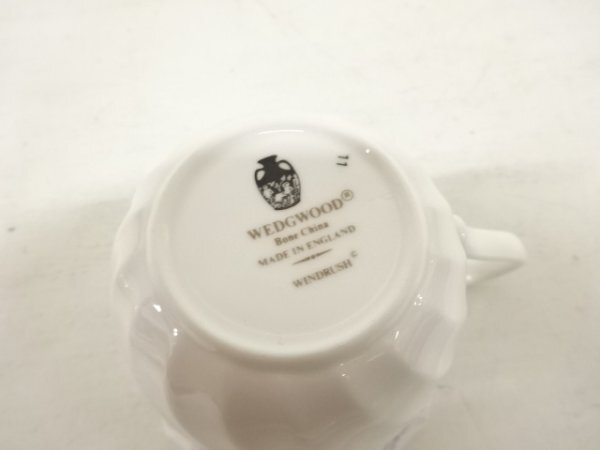 11
WEDGWOOD®
Bone China
MADE IN ENGLAND
WINDRUSH©